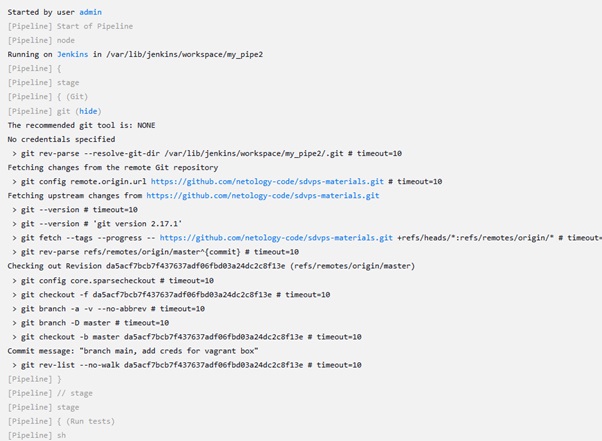 Started by user admin
[Pipeline] Start of Pipeline
[Pipeline] node
Running on Jenkins in /var/lib/jenkins/workspace/my_pipe2
[Pipeline] {
[Pipeline] stage
[Pipeline] { (Git)
[Pipeline] git (hide)
The recommended git tool is: NONE
No credentials specified
> git rev-parse --resolve-git-dir /var/lib/jenkins/workspace/my_pipe2/.git # timeout=10
Fetching changes from the remote Git repository
> git config remote.origin.url https://github.com/netology-code/sdvps-materials.git # timeout=10
Fetching upstream changes from https://github.com/netology-code/sdvps-materials.git
> git --version # timeout=10
> git --version # 'git version 2.17.1'
> git fetch --tags --progress -- https://github.com/netology-code/sdvps-materials.git +refs/heads/*:refs/remotes/origin/* # timeout=
> git rev-parse refs/remotes/origin/master^{commit} # timeout=10
Checking out Revision da5acf7bcb7f437637adf06fbd03a24dc2c8f13e (refs/remotes/origin/master)
> git config core.sparsecheckout # timeout=10
> git checkout -f da5acf7bcb7f437637adf06fbd03a24dc2c8f13e # timeout=10
> git branch -a -v --no-abbrev # timeout=10
> git branch -D master # timeout=10
> git checkout -b master da5acf7bcb7f437637adf06fbd03a24dc2c8f13e # timeout=10
Commit message: "branch main, add creds for vagrant box"
> git rev-list --no-walk da5acf7bcb7f437637adf06fbd03a24dc2c8f13e # timeout=10
[Pipeline] }
[Pipeline] // stage
[Pipeline] stage
[Pipeline] { (Run tests)
[Pipeline] sh